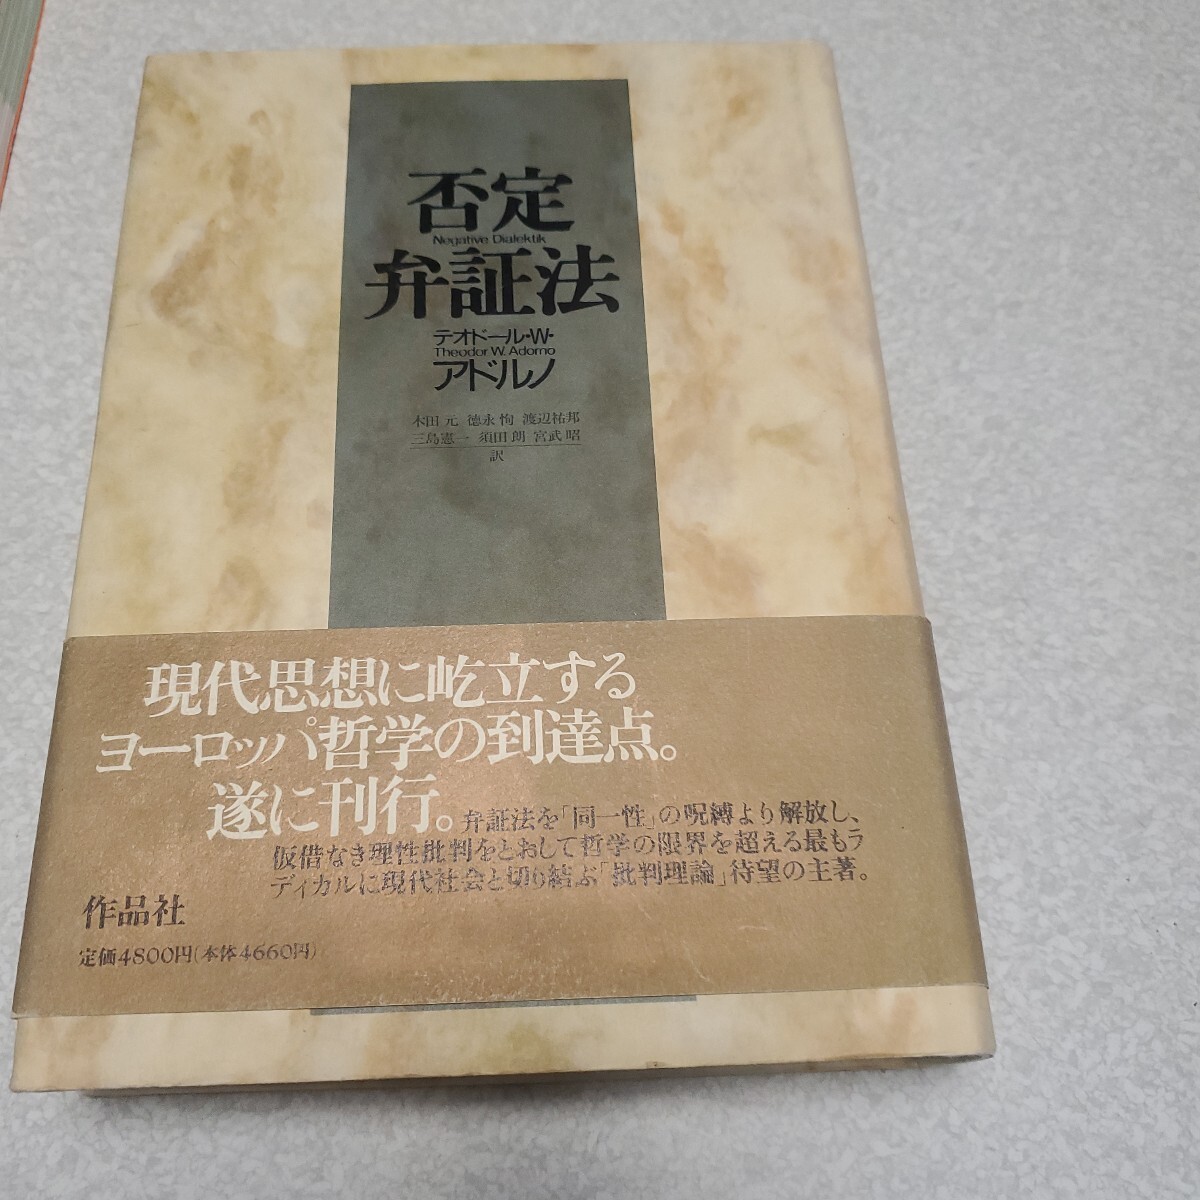 否定
Negative Dialektik
弁証法
テオドール・W・
Theodor W. Adorno
アドルノ
木田 元 徳永 恂 渡辺祐邦
三島憲一 須田 朗 宮武 昭
訳
現代思想に屹立する
ヨーロッパ哲学の到達点。
遂に刊行。
弁証法を「同一性」の呪縛より解放し、
仮借なき理性批判をとおして哲学の限界を超える最もラ
ディカルに現代社会と切り結ぶ「批判理論」待望の主著。
作品社
定価4800円(本体4660円)